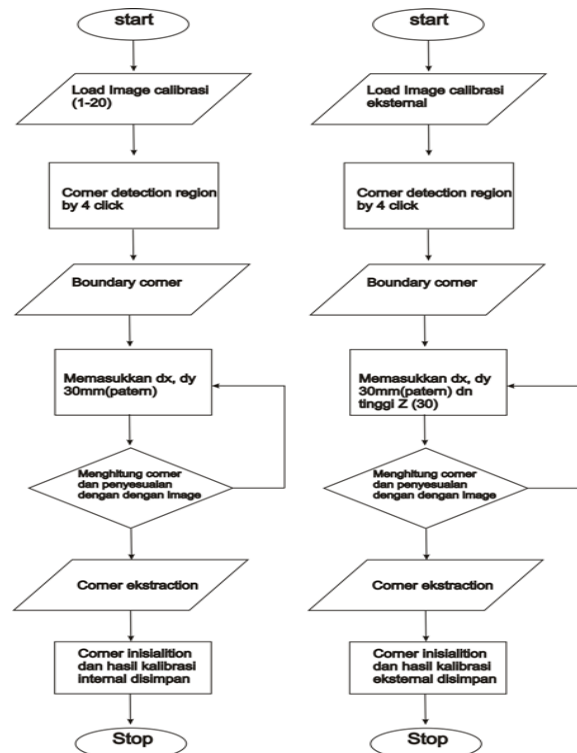 start
Load Image calibrasi
(1-20)
Corner detection region
by 4 click
Boundary corner
Memasukkan dx, dy
30mm(patern)
Menghitung corner
dan penyesuaian
dengan dengan image
Corner ekstraction
Corner inisialition
dan hasil kalibrasi
internal disimpan
Stop
start
Load Image calibrasi
eksternal
Corner detection region
by 4 click
Boundary corner
Memasukkan dx, dy
30mm(patern) dn
tinggi Z (30)
Menghitung corner
dan penyesuaian
dengan dengan image
Corner ekstraction
Corner inisialition
dan hasil kalibrasi
eksternal disimpan
Stop